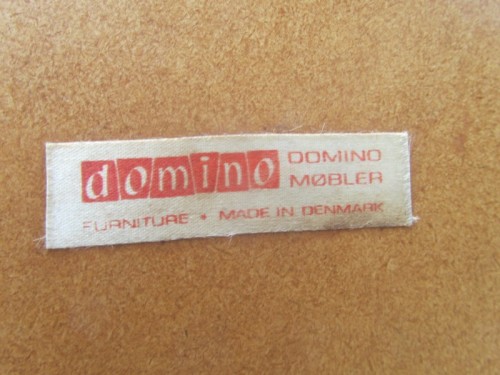 domino DOMINO
MØBLER
FURNITURE • MADE IN DENMARK